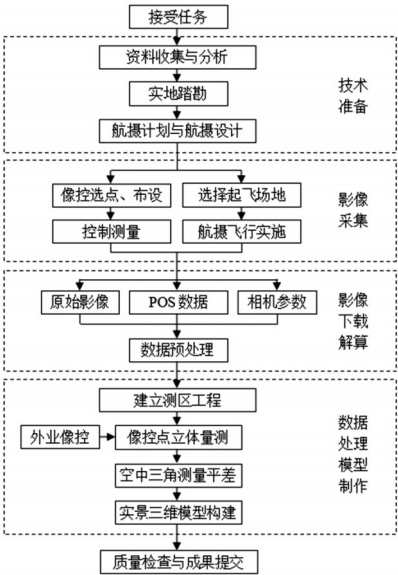 接受任务
资料收集与分析
实地踏勘
航摄计划与航摄设计
技术
准备
像控选点、布设
选择起飞场地
控制测量
航摄飞行实施
影像
采集
原始影像
POS 数据
相机参数
数据预处理
影像
下载
解算
建立测区工程
外业像控
像控点立体量测
空中三角测量平差
实景三维模型构建
数据
处理
模型
制作
质量检查与成果提交